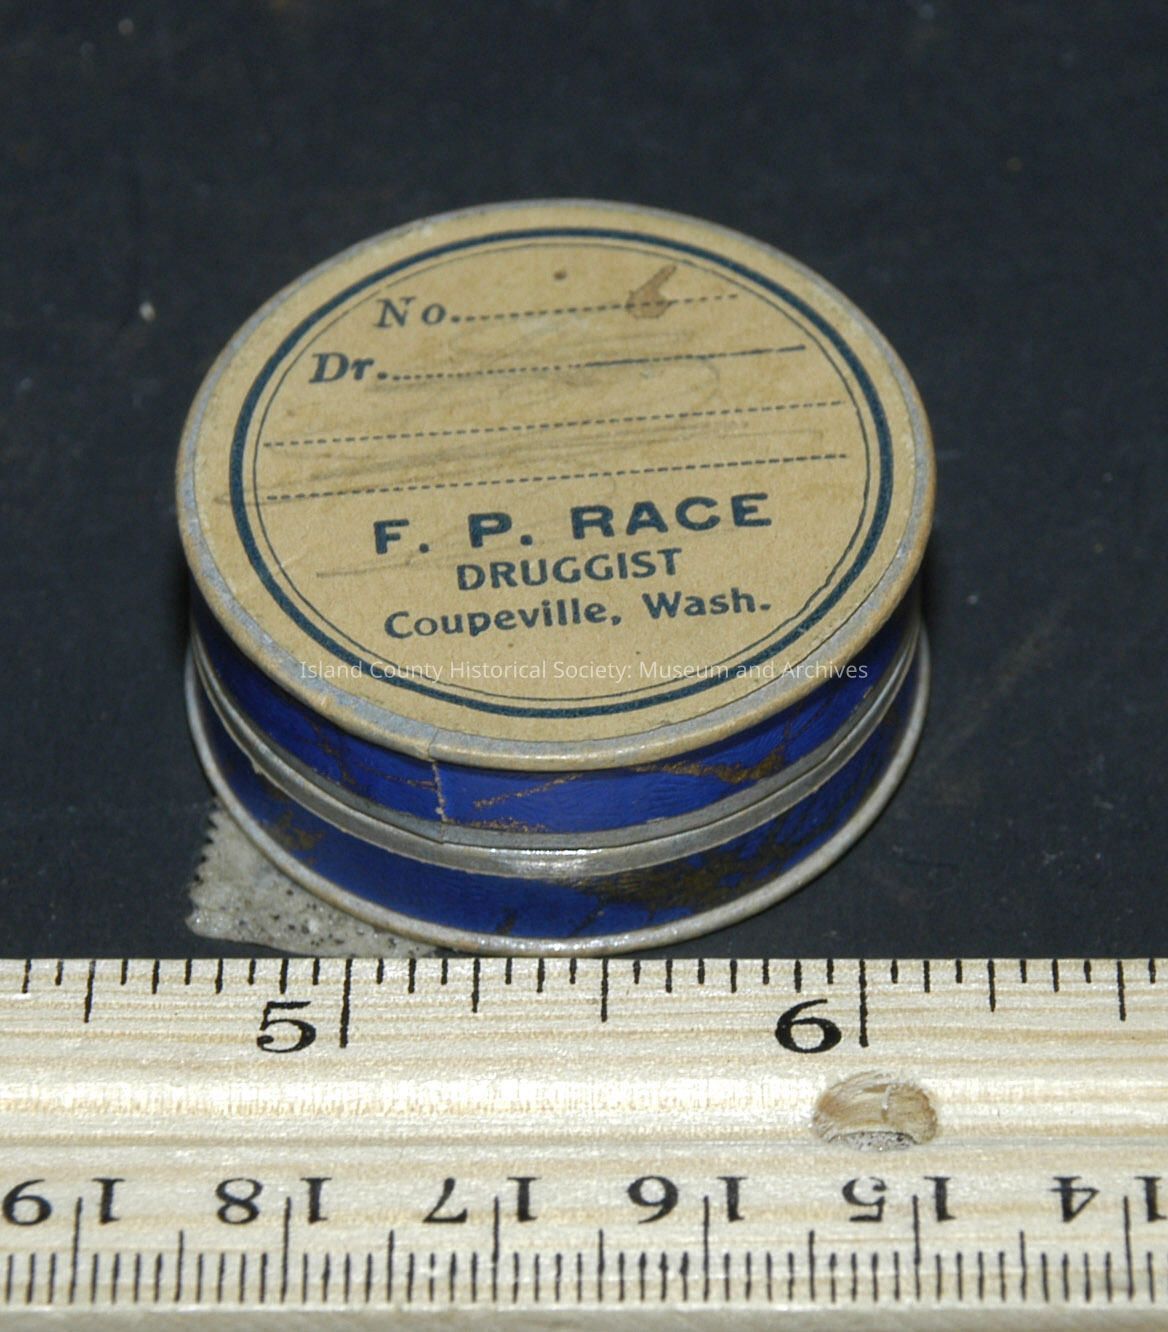 No.
Dr.
F. P. RACE
DRUGGIST
Coupeville, Wash.
Island County Historical Society: Museum and Archives
5 6
19 18 17 16 15 14